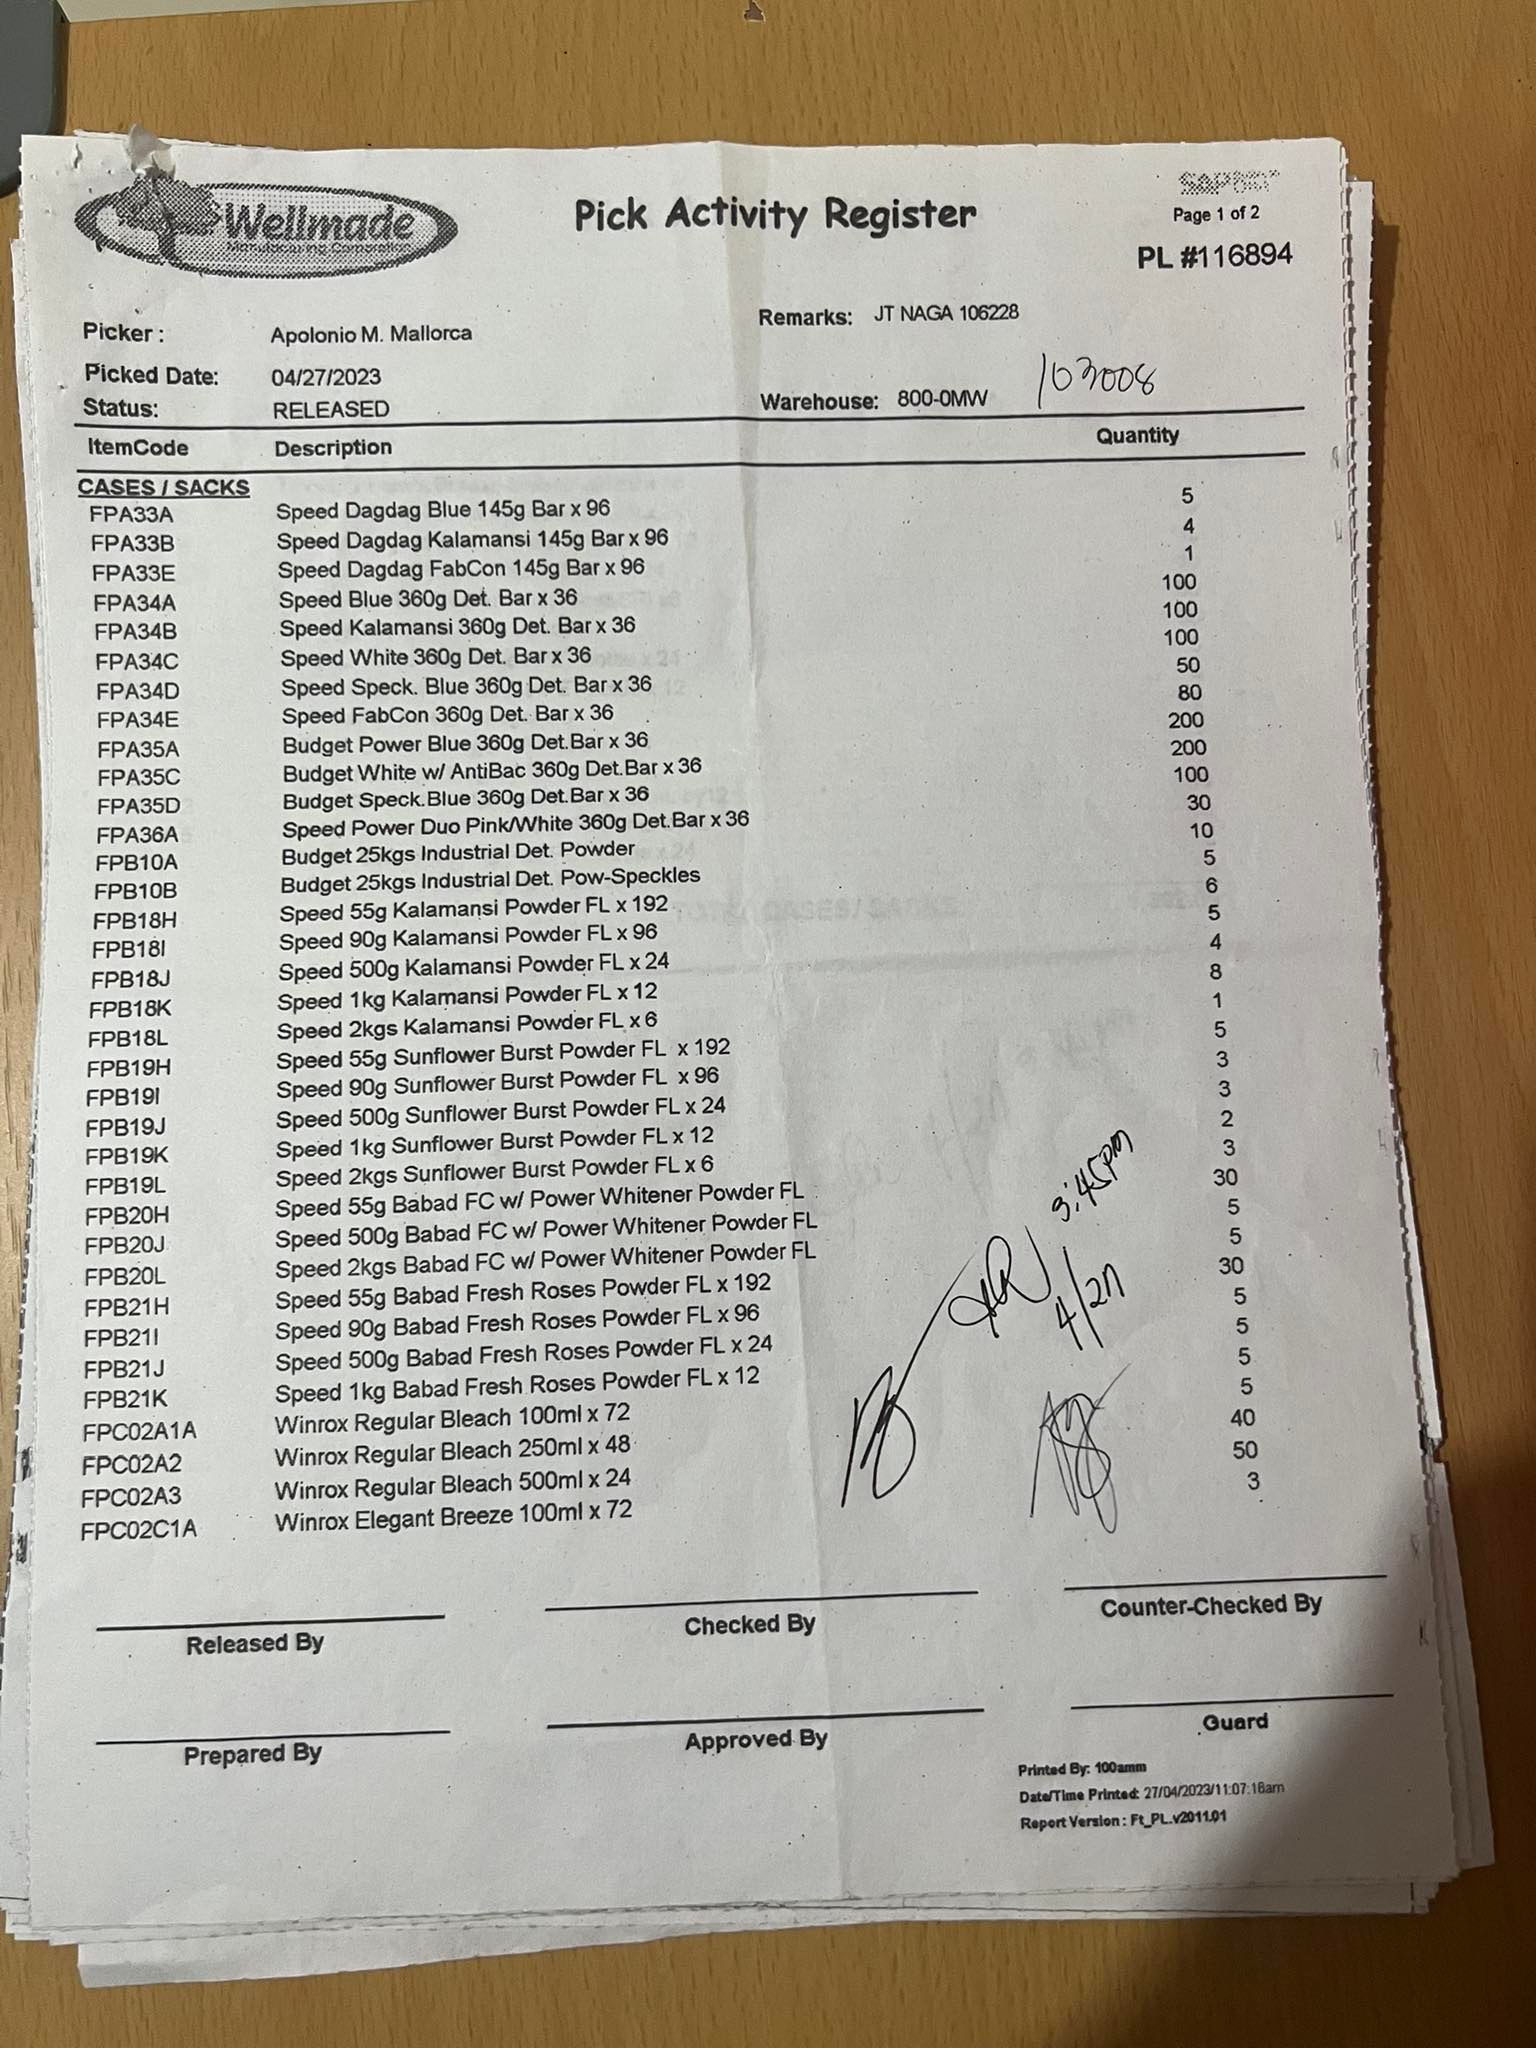 Wellmade
Manufacturing Corporation
Pick Activity Register
Page 1 of 2
PL #116894
Picker : Apolonio M. Mallorca
Remarks: JT NAGA 106228
Picked Date: 04/27/2023
103008
Status: RELEASED
Warehouse: 800-0MW
ItemCode Description Quantity
CASES / SACKS
FPA33A Speed Dagdag Blue 145g Bar x 96 5
FPA33B Speed Dagdag Kalamansi 145g Bar x 96 4
FPA33E Speed Dagdag FabCon 145g Bar x 96 1
FPA34A Speed Blue 360g Det. Bar x 36 100
FPA34B Speed Kalamansi 360g Det. Bar x 36 100
FPA34C Speed White 360g Det. Bar x 36 100
FPA34D Speed Speck. Blue 360g Det. Bar x 36 50
FPA34E Speed FabCon 360g Det. Bar x 36 80
FPA35A Budget Power Blue 360g Det.Bar x 36 200
FPA35C Budget White w/ AntiBac 360g Det.Bar x 36 200
FPA35D Budget Speck.Blue 360g Det.Bar x 36 100
FPA36A Speed Power Duo Pink/White 360g Det.Bar x 36 30
FPB10A Budget 25kgs Industrial Det. Powder 10
FPB10B Budget 25kgs Industrial Det. Pow-Speckles 5
FPB18H Speed 55g Kalamansi Powder FL x 192 6
FPB18I Speed 90g Kalamansi Powder FL x 96 5
FPB18J Speed 500g Kalamansi Powder FL x 24 4
FPB18K Speed 1kg Kalamansi Powder FL x 12 8
FPB18L Speed 2kgs Kalamansi Powder FL x 6 1
FPB19H Speed 55g Sunflower Burst Powder FL x 192 5
FPB19I Speed 90g Sunflower Burst Powder FL x 96 3
FPB19J Speed 500g Sunflower Burst Powder FL x 24 3
FPB19K Speed 1kg Sunflower Burst Powder FL x 12 2
FPB19L Speed 2kgs Sunflower Burst Powder FL x 6 3
FPB20H Speed 55g Babad FC w/ Power Whitener Powder FL 30
FPB20J Speed 500g Babad FC w/ Power Whitener Powder FL 5
FPB20L Speed 2kgs Babad FC w/ Power Whitener Powder FL 5
FPB21H Speed 55g Babad Fresh Roses Powder FL x 192 30
FPB21I Speed 90g Babad Fresh Roses Powder FL x 96 5
FPB21J Speed 500g Babad Fresh Roses Powder FL x 24 5
FPB21K Speed 1kg Babad Fresh Roses Powder FL x 12 5
FPC02A1A Winrox Regular Bleach 100ml x 72 5
FPC02A2 Winrox Regular Bleach 250ml x 48 40
FPC02A3 Winrox Regular Bleach 500ml x 24 50
FPC02C1A Winrox Elegant Breeze 100ml x 72 3
3:45pm
4/27
Released By
Checked By
Counter-Checked By
Prepared By
Approved By
Guard
Printed By: 100amm
Date/Time Printed: 27/04/2023/11:07:16am
Report Version : Ft_PL.v2011.01